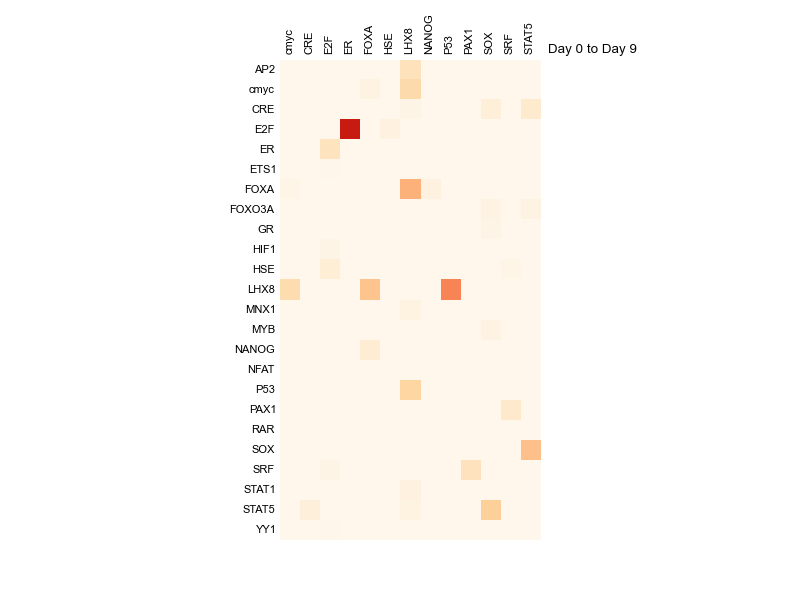 cmyc
CRE
E2F
ER
FOXA
HSE
LHX8
NANOG
P53
PAX1
SOX
SRF
STAT5
Day 0 to Day 9
AP2
cmyc
CRE
E2F
ER
ETS1
FOXA
FOXO3A
GR
HIF1
HSE
LHX8
MNX1
MYB
NANOG
NFAT
P53
PAX1
RAR
SOX
SRF
STAT1
STAT5
YY1